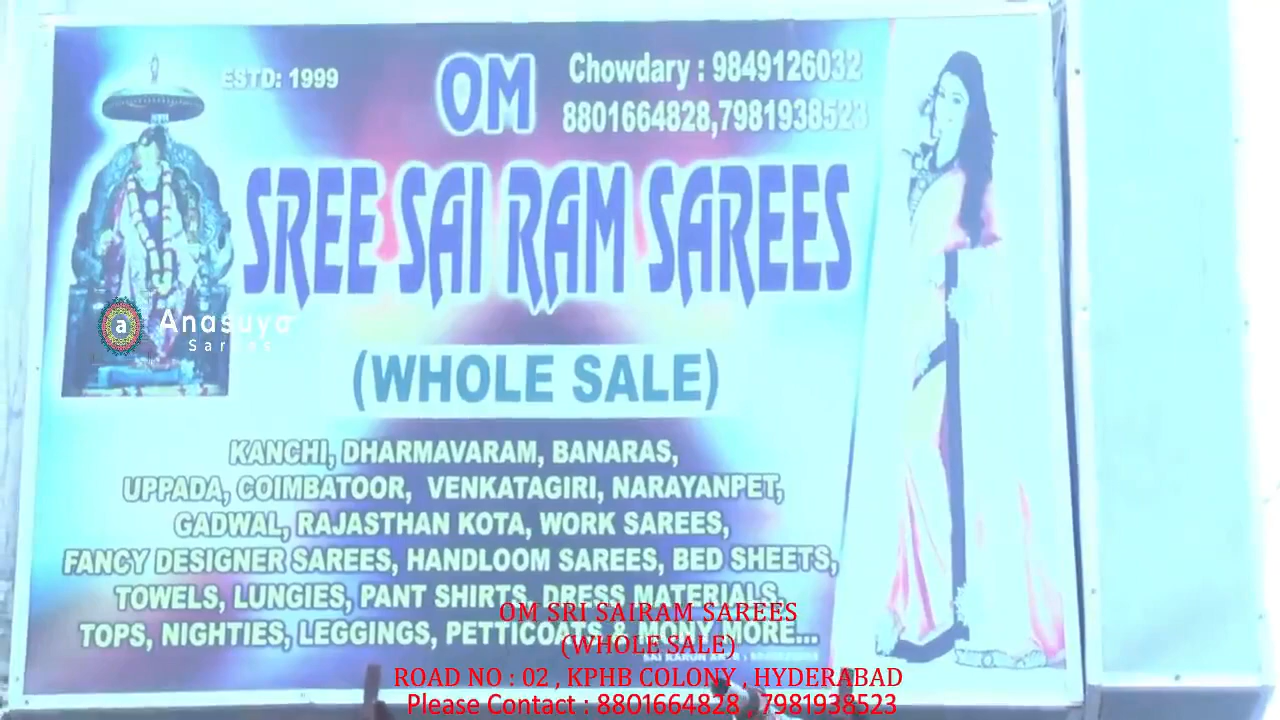 ESTD: 1999
OM
Chowdary : 9849126032
8801664828,7981938523
SREE SAI RAM SAREES
a Anasuya
Sarees
(WHOLE SALE)
KANCHI, DHARMAVARAM, BANARAS,
UPPADA, COIMBATOOR, VENKATAGIRI, NARAYANPET,
GADWAL, RAJASTHAN KOTA, WORK SAREES,
FANCY DESIGNER SAREES, HANDLOOM SAREES, BED SHEETS,
TOWELS, LUNGIES, PANT SHIRTS, DRESS MATERIALS,
TOPS, NIGHTIES, LEGGINGS, PETTICOATS & MONY MORE...
OM SRI SAIRAM SAREES
(WHOLE SALE)
ROAD NO : 02 , KPHB COLONY , HYDERABAD
Please Contact : 8801664828 , 7981938523